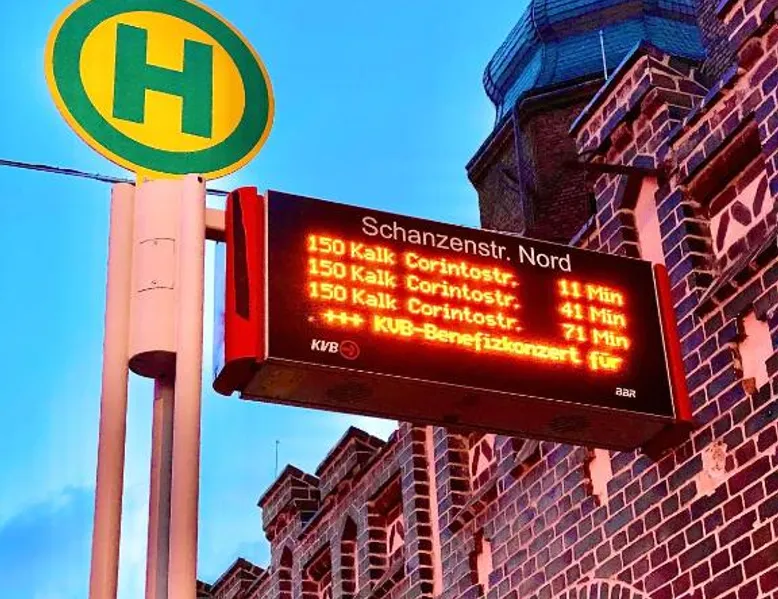 H
Schanzenstr. Nord
150 Kalk Corintostr. 11 Min
150 Kalk Corintostr. 41 Min
150 Kalk Corintostr. 71 Min
+++ KVB-Benefizkonzert für
KVB
BBR